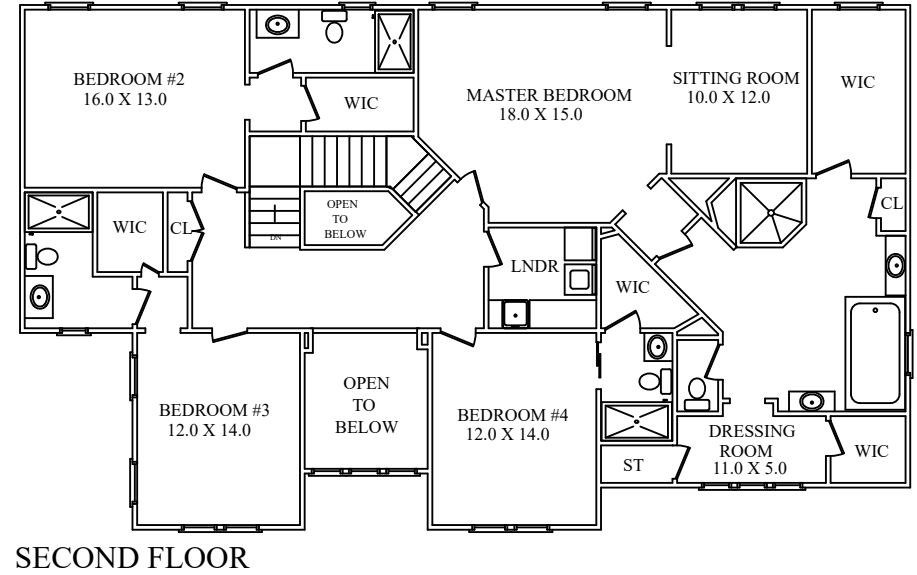 BEDROOM #2
16.0 X 13.0
WIC
MASTER BEDROOM
18.0 X 15.0
SITTING ROOM
10.0 X 12.0
WIC
WIC
CL
OPEN
TO
BELOW
DN
CL
LNDR
WIC
BEDROOM #3
12.0 X 14.0
OPEN
TO
BELOW
BEDROOM #4
12.0 X 14.0
ST
DRESSING
ROOM
11.0 X 5.0
WIC
SECOND FLOOR